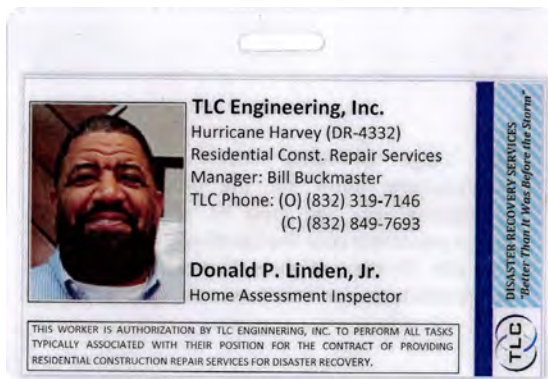 TLC Engineering, Inc.
Hurricane Harvey (DR-4332)
Residential Const. Repair Services
Manager: Bill Buckmaster
TLC Phone: (O) (832) 319-7146
(C) (832) 849-7693
Donald P. Linden, Jr.
Home Assessment Inspector
THIS WORKER IS AUTHORIZATION BY TLC ENGINNERING, INC. TO PERFORM ALL TASKS
TYPICALLY ASSOCIATED WITH THEIR POSITION FOR THE CONTRACT OF PROVIDING
RESIDENTIAL CONSTRUCTION REPAIR SERVICES FOR DISASTER RECOVERY.
DISASTER RECOVERY SERVICES
"Better Than It Was Before the Storm"
TLC